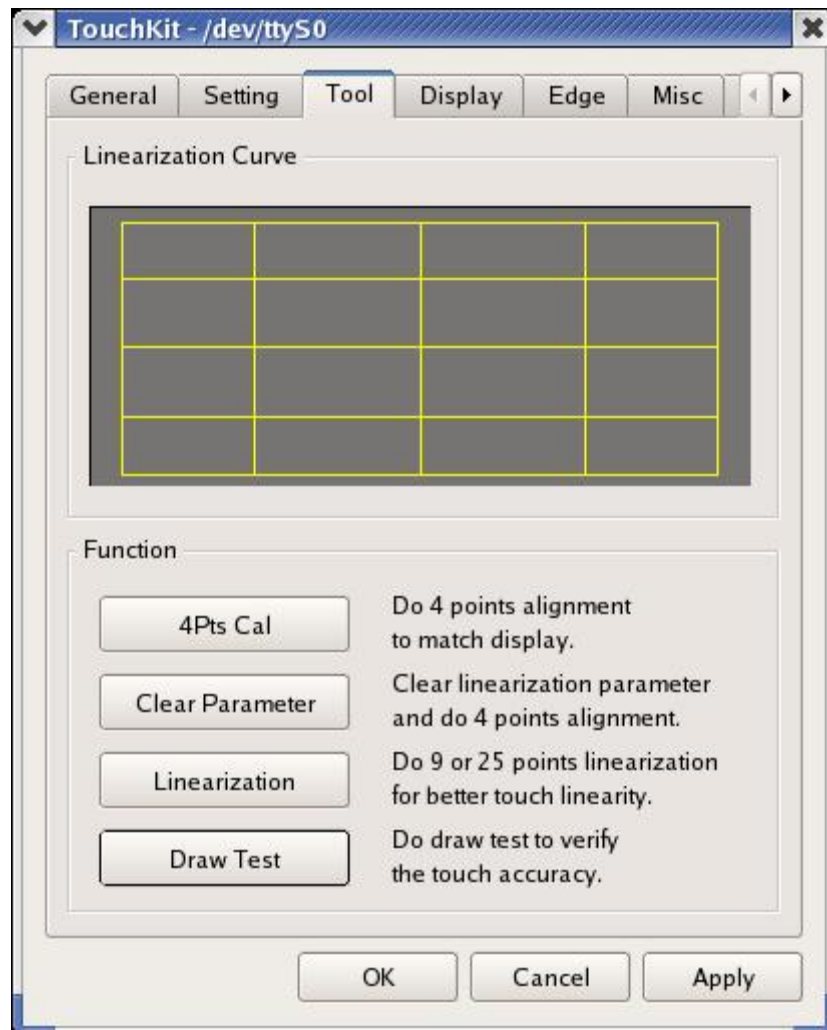 TouchKit - /dev/ttyS0
General Setting Tool Display Edge Misc
Linearization Curve
Function
4Pts Cal
Do 4 points alignment
to match display.
Clear Parameter
Clear linearization parameter
and do 4 points alignment.
Linearization
Do 9 or 25 points linearization
for better touch linearity.
Draw Test
Do draw test to verify
the touch accuracy.
OK Cancel Apply